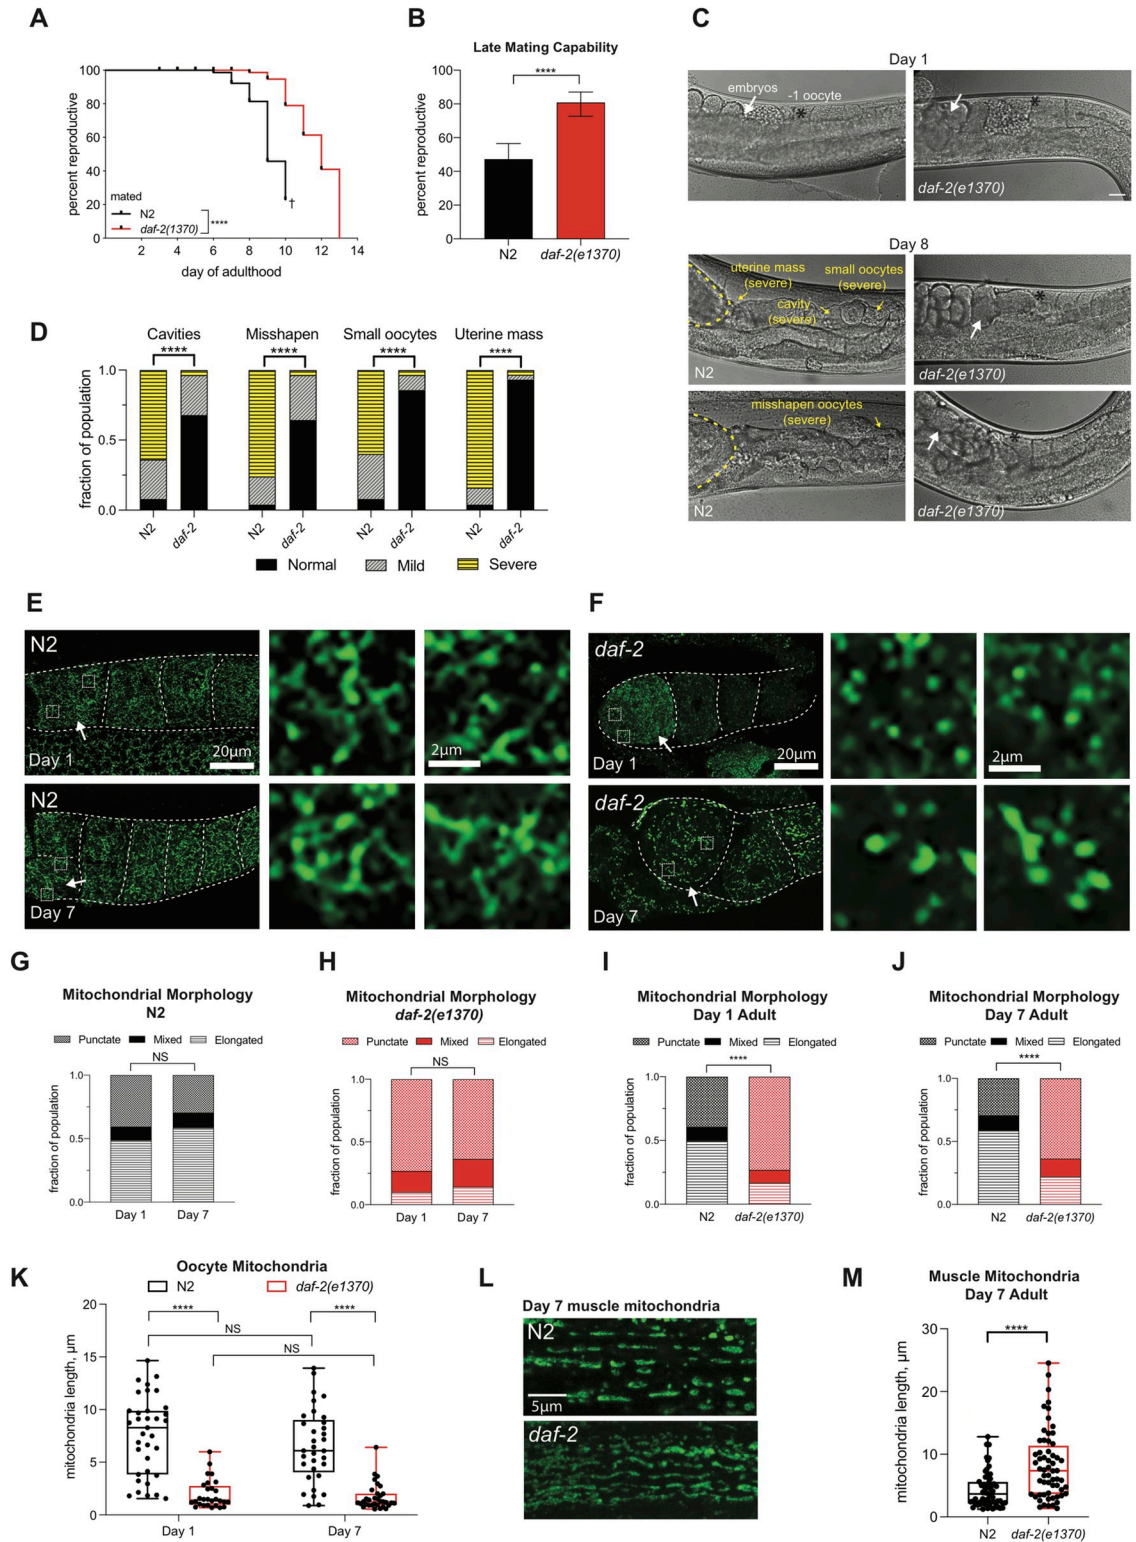 A
percent reproductive
100
80
60
40
20
0
mated
N2
daf-2(1370)
****
†
2 4 6 8 10 12 14
day of adulthood
B
Late Mating Capability
****
percent reproductive
100
80
60
40
20
0
N2 daf-2(e1370)
C
Day 1
embryos
-1 oocyte
*
*
daf-2(e1370)
Day 8
uterine mass
(severe)
small oocytes
(severe)
cavity
(severe)
N2
*
daf-2(e1370)
misshapen oocytes
(severe)
N2
*
daf-2(e1370)
D
Cavities Misshapen Small oocytes Uterine mass
**** **** **** ****
fraction of population
1.0
0.5
0.0
N2 daf-2 N2 daf-2 N2 daf-2 N2 daf-2
Normal Mild Severe
E
N2
Day 1
20µm
2µm
N2
Day 7
F
daf-2
Day 1
20µm
2µm
daf-2
Day 7
G
Mitochondrial Morphology
N2
Punctate Mixed Elongated
NS
fraction of population
1.0
0.5
0.0
Day 1 Day 7
H
Mitochondrial Morphology
daf-2(e1370)
Punctate Mixed Elongated
NS
fraction of population
1.0
0.5
0.0
Day 1 Day 7
I
Mitochondrial Morphology
Day 1 Adult
Punctate Mixed Elongated
****
fraction of population
1.0
0.5
0.0
N2 daf-2(e1370)
J
Mitochondrial Morphology
Day 7 Adult
Punctate Mixed Elongated
****
fraction of population
1.0
0.5
0.0
N2 daf-2(e1370)
K
Oocyte Mitochondria
N2 daf-2(e1370)
**** ****
NS
NS
mitochondria length, µm
20
15
10
5
0
Day 1 Day 7
L
Day 7 muscle mitochondria
N2
5µm
daf-2
M
Muscle Mitochondria
Day 7 Adult
****
mitochondria length, µm
30
20
10
0
N2 daf-2(e1370)